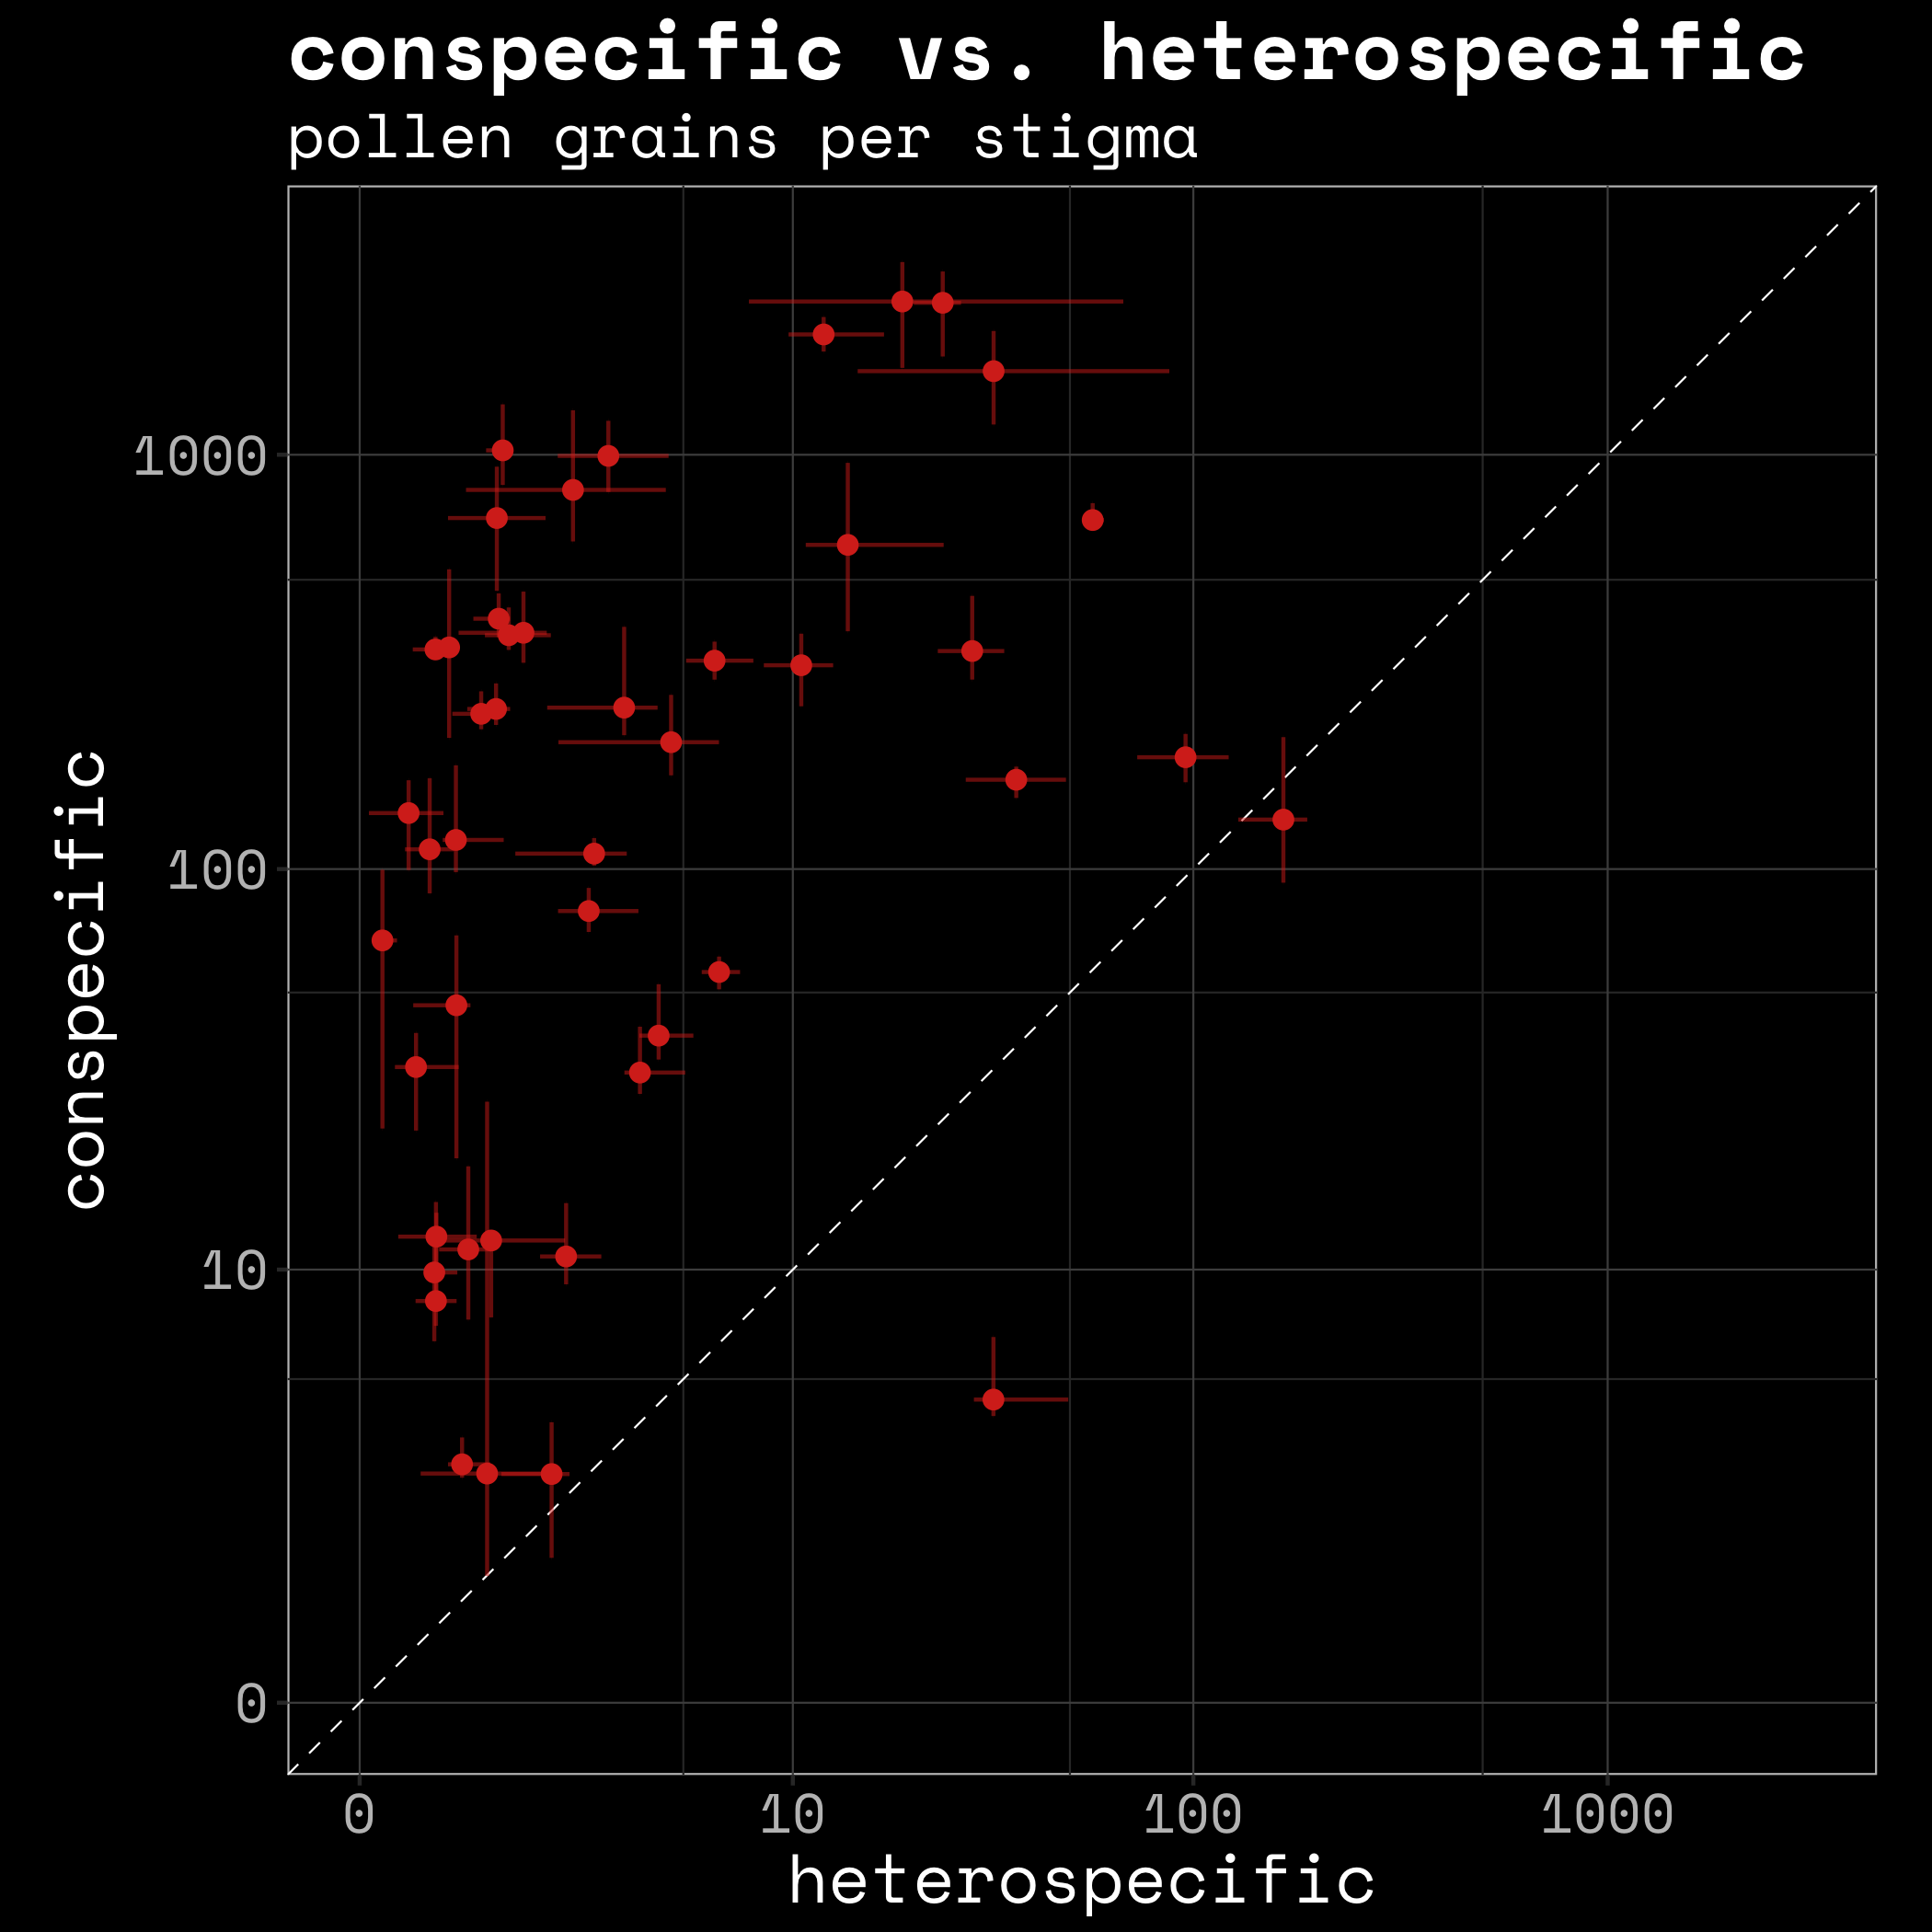 conspecific vs. heterospecific
pollen grains per stigma
conspecific
1000
100
10
0
0 10 100 1000
heterospecific